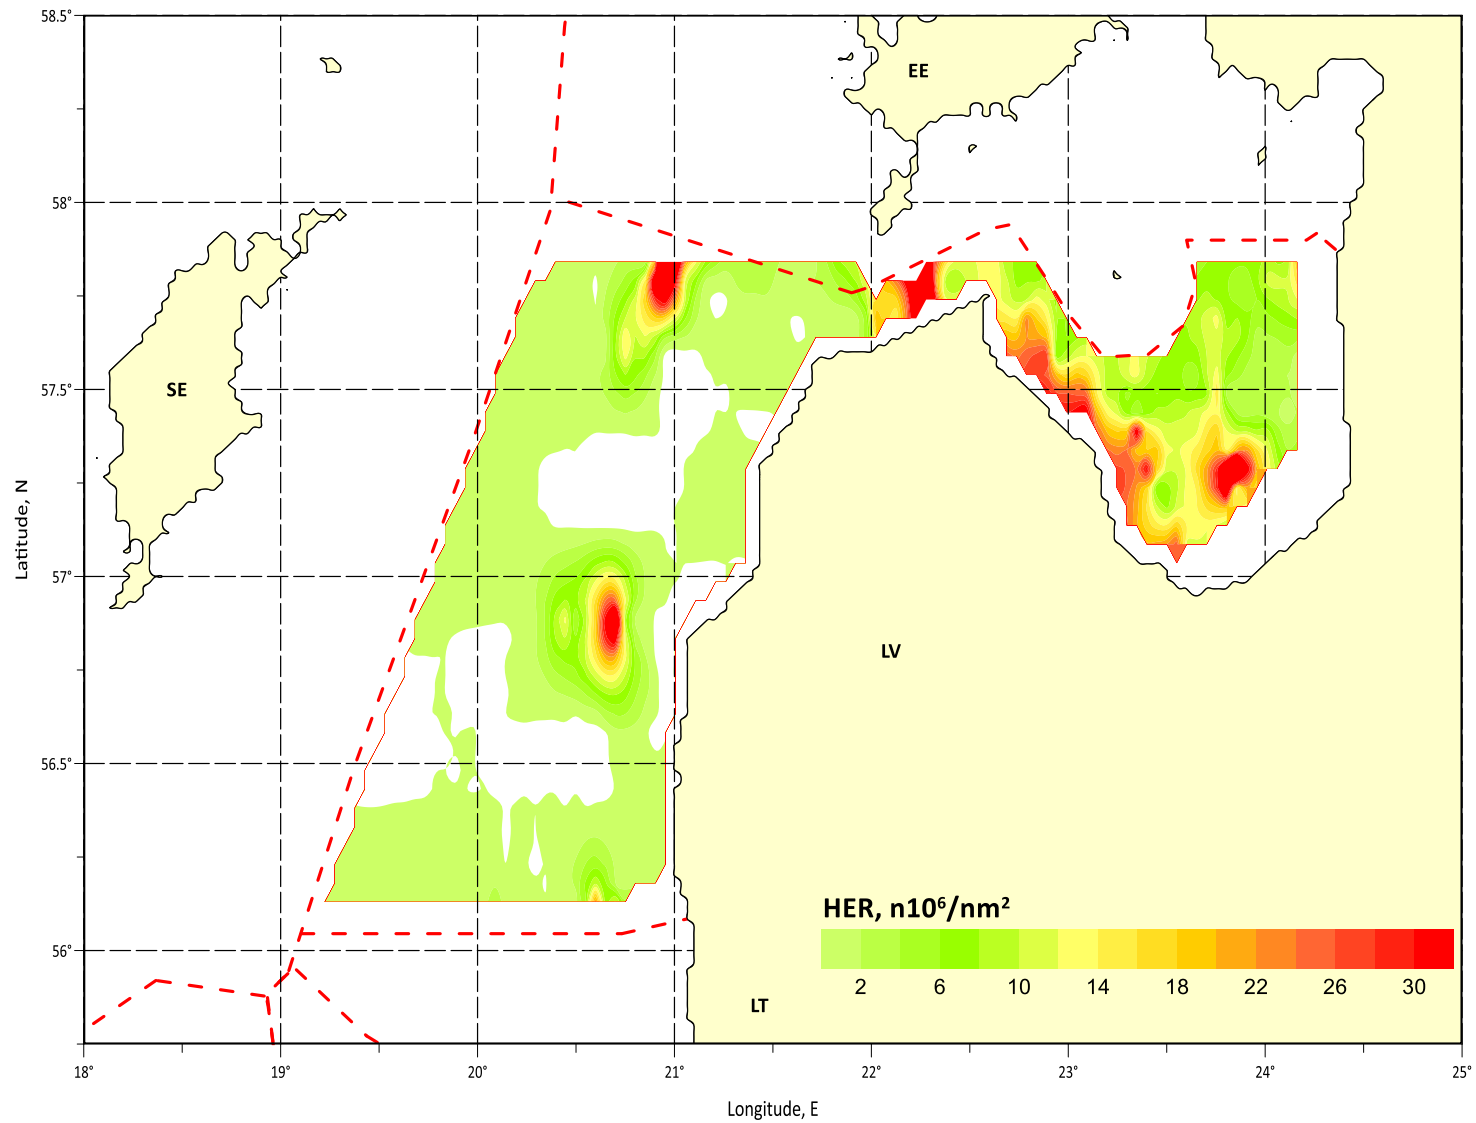 58.5°
58°
57.5°
57°
56.5°
56°
Latitude, N
EE
SE
LV
LT
HER, n10⁶/nm²
2 6 10 14 18 22 26 30
18° 19° 20° 21° 22° 23° 24° 25°
Longitude, E